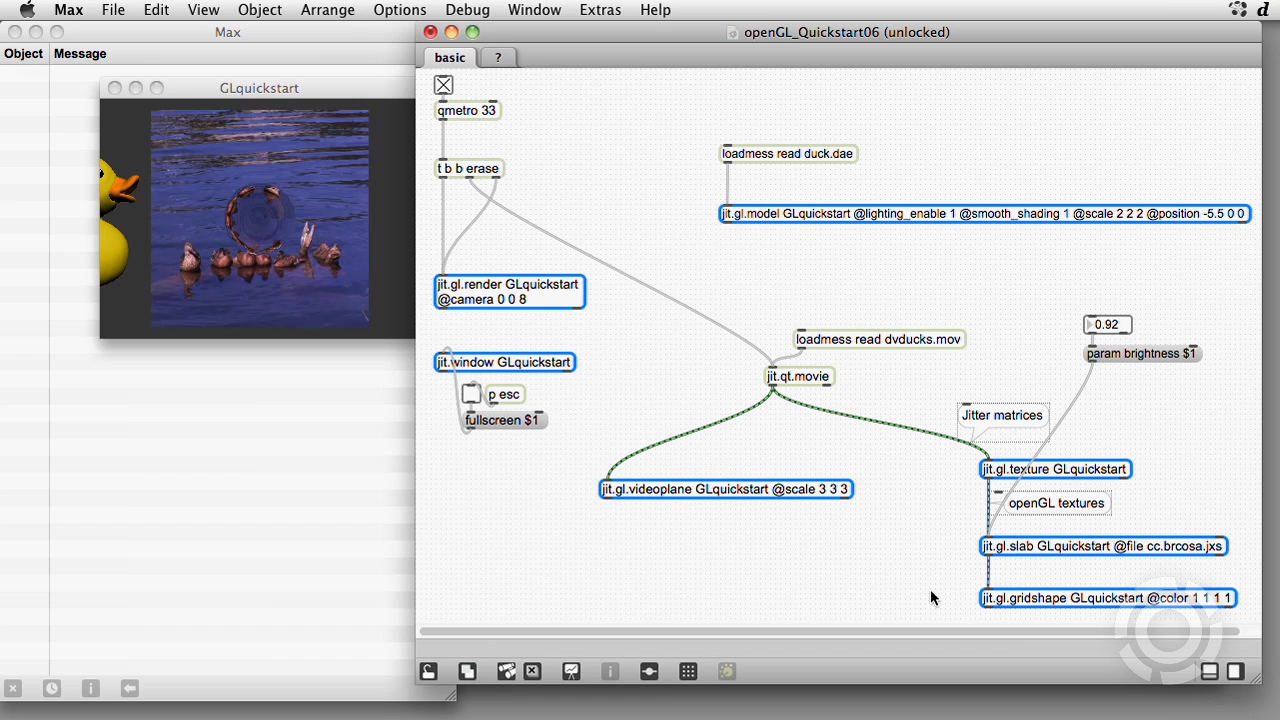 Max File Edit View Object Arrange Options Debug Window Extras Help
Max
Object Message
GLquickstart
openGL_Quickstart06 (unlocked)
basic ?
qmetro 33
t b b erase
loadmess read duck.dae
jit.gl.model GLquickstart @lighting_enable 1 @smooth_shading 1 @scale 2 2 2 @position -5.5 0 0
jit.gl.render GLquickstart
@camera 0 0 8
0.92
loadmess read dvducks.mov
param brightness $1
jit.window GLquickstart
jit.qt.movie
p esc
fullscreen $1
Jitter matrices
jit.gl.texture GLquickstart
jit.gl.videoplane GLquickstart @scale 3 3 3
openGL textures
jit.gl.slab GLquickstart @file cc.brcosa.jxs
jit.gl.gridshape GLquickstart @color 1 1 1 1